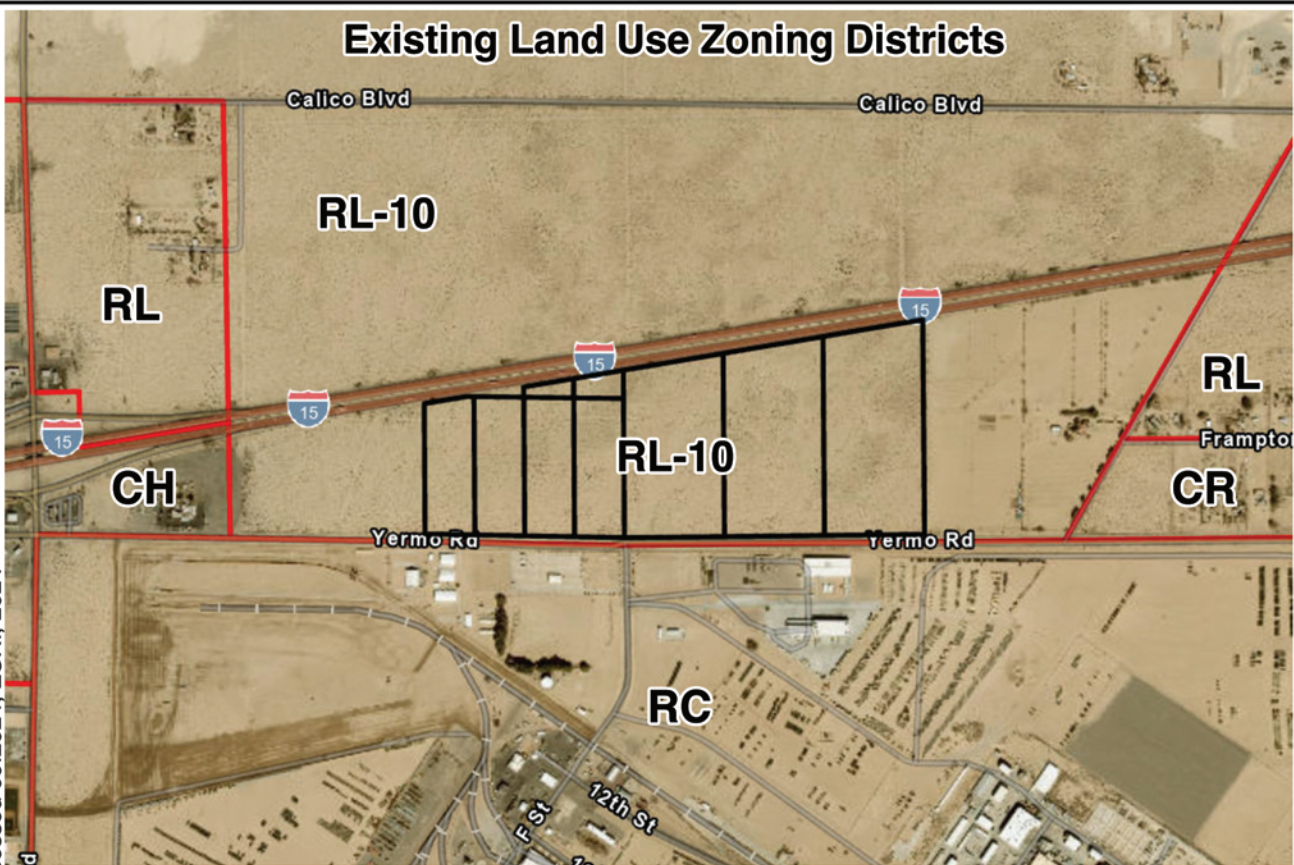 Existing Land Use Zoning Districts
Calico Blvd
Calico Blvd
RL-10
RL
15
15
15
RL
15
RL-10
Frampton
CH
CR
Yermo Rd
Yermo Rd
RC
12th St
F St